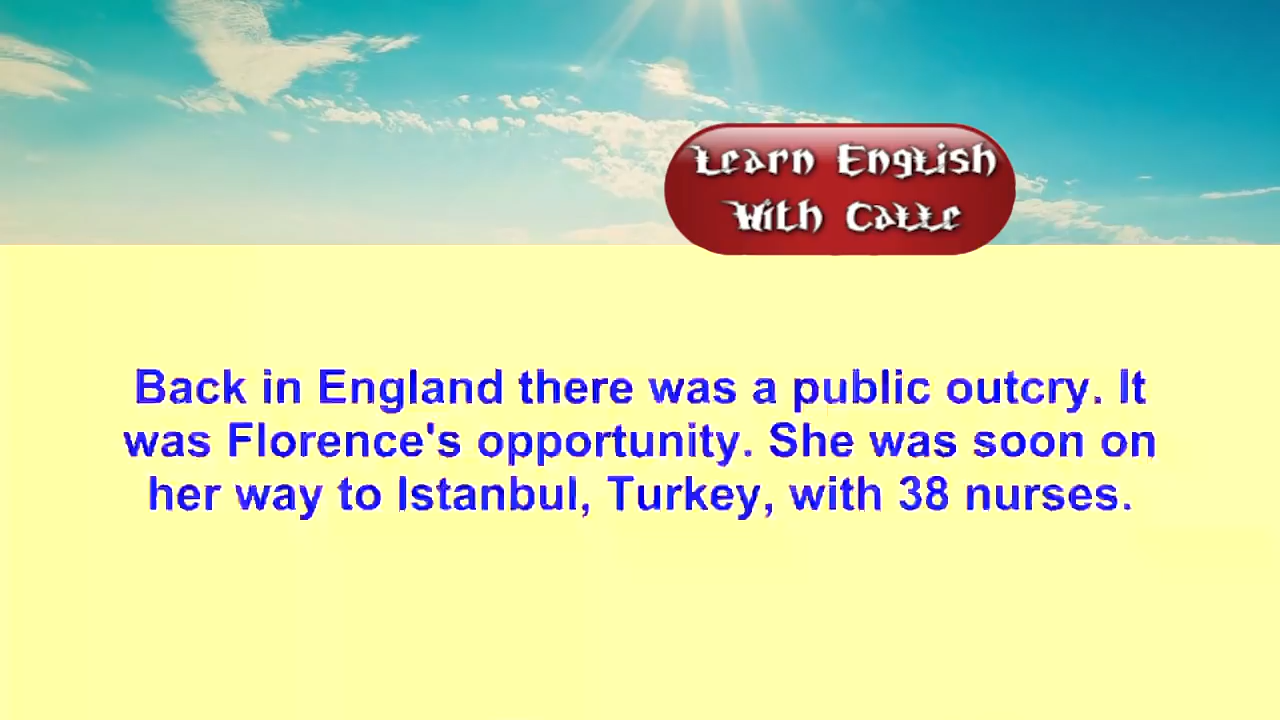 Learn English
With Catte
Back in England there was a public outcry. It
was Florence's opportunity. She was soon on
her way to Istanbul, Turkey, with 38 nurses.